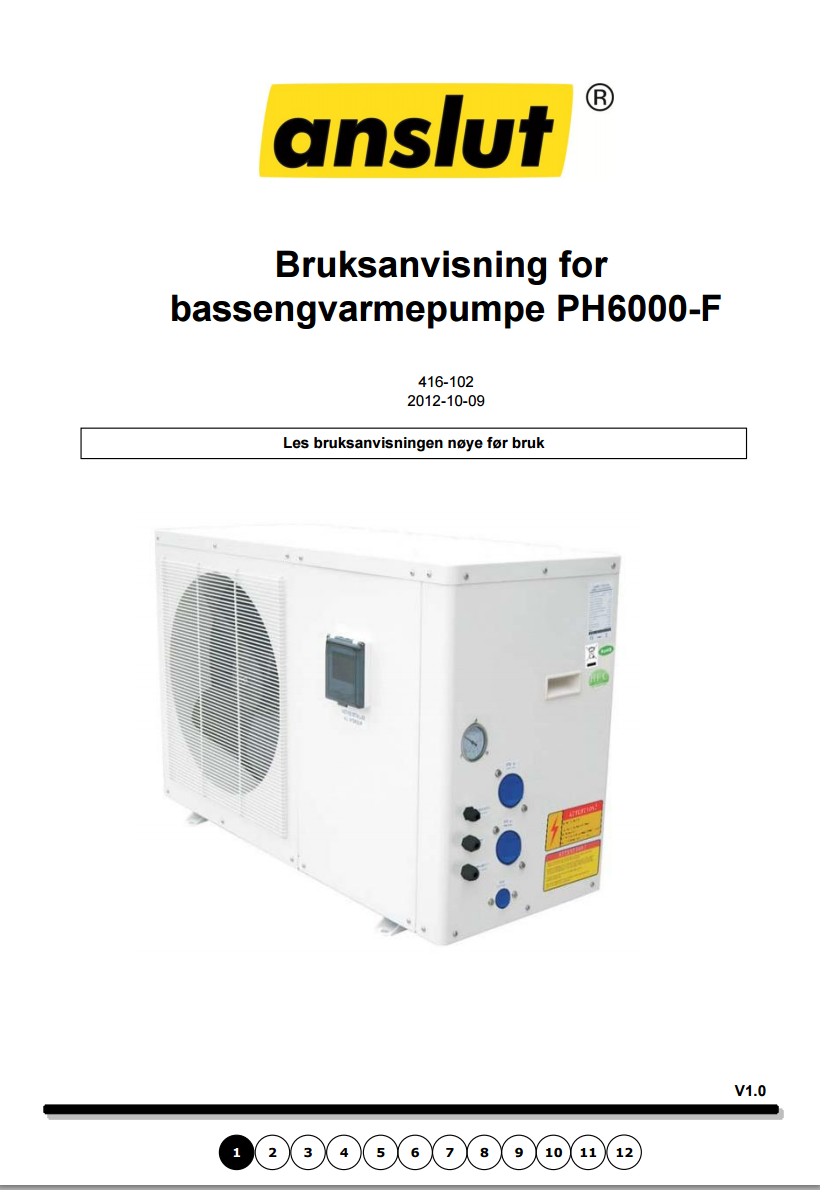 anslut ®
Bruksanvisning for
bassengvarmepumpe PH6000-F
416-102
2012-10-09
Les bruksanvisningen nøye før bruk
V1.0
1 2 3 4 5 6 7 8 9 10 11 12